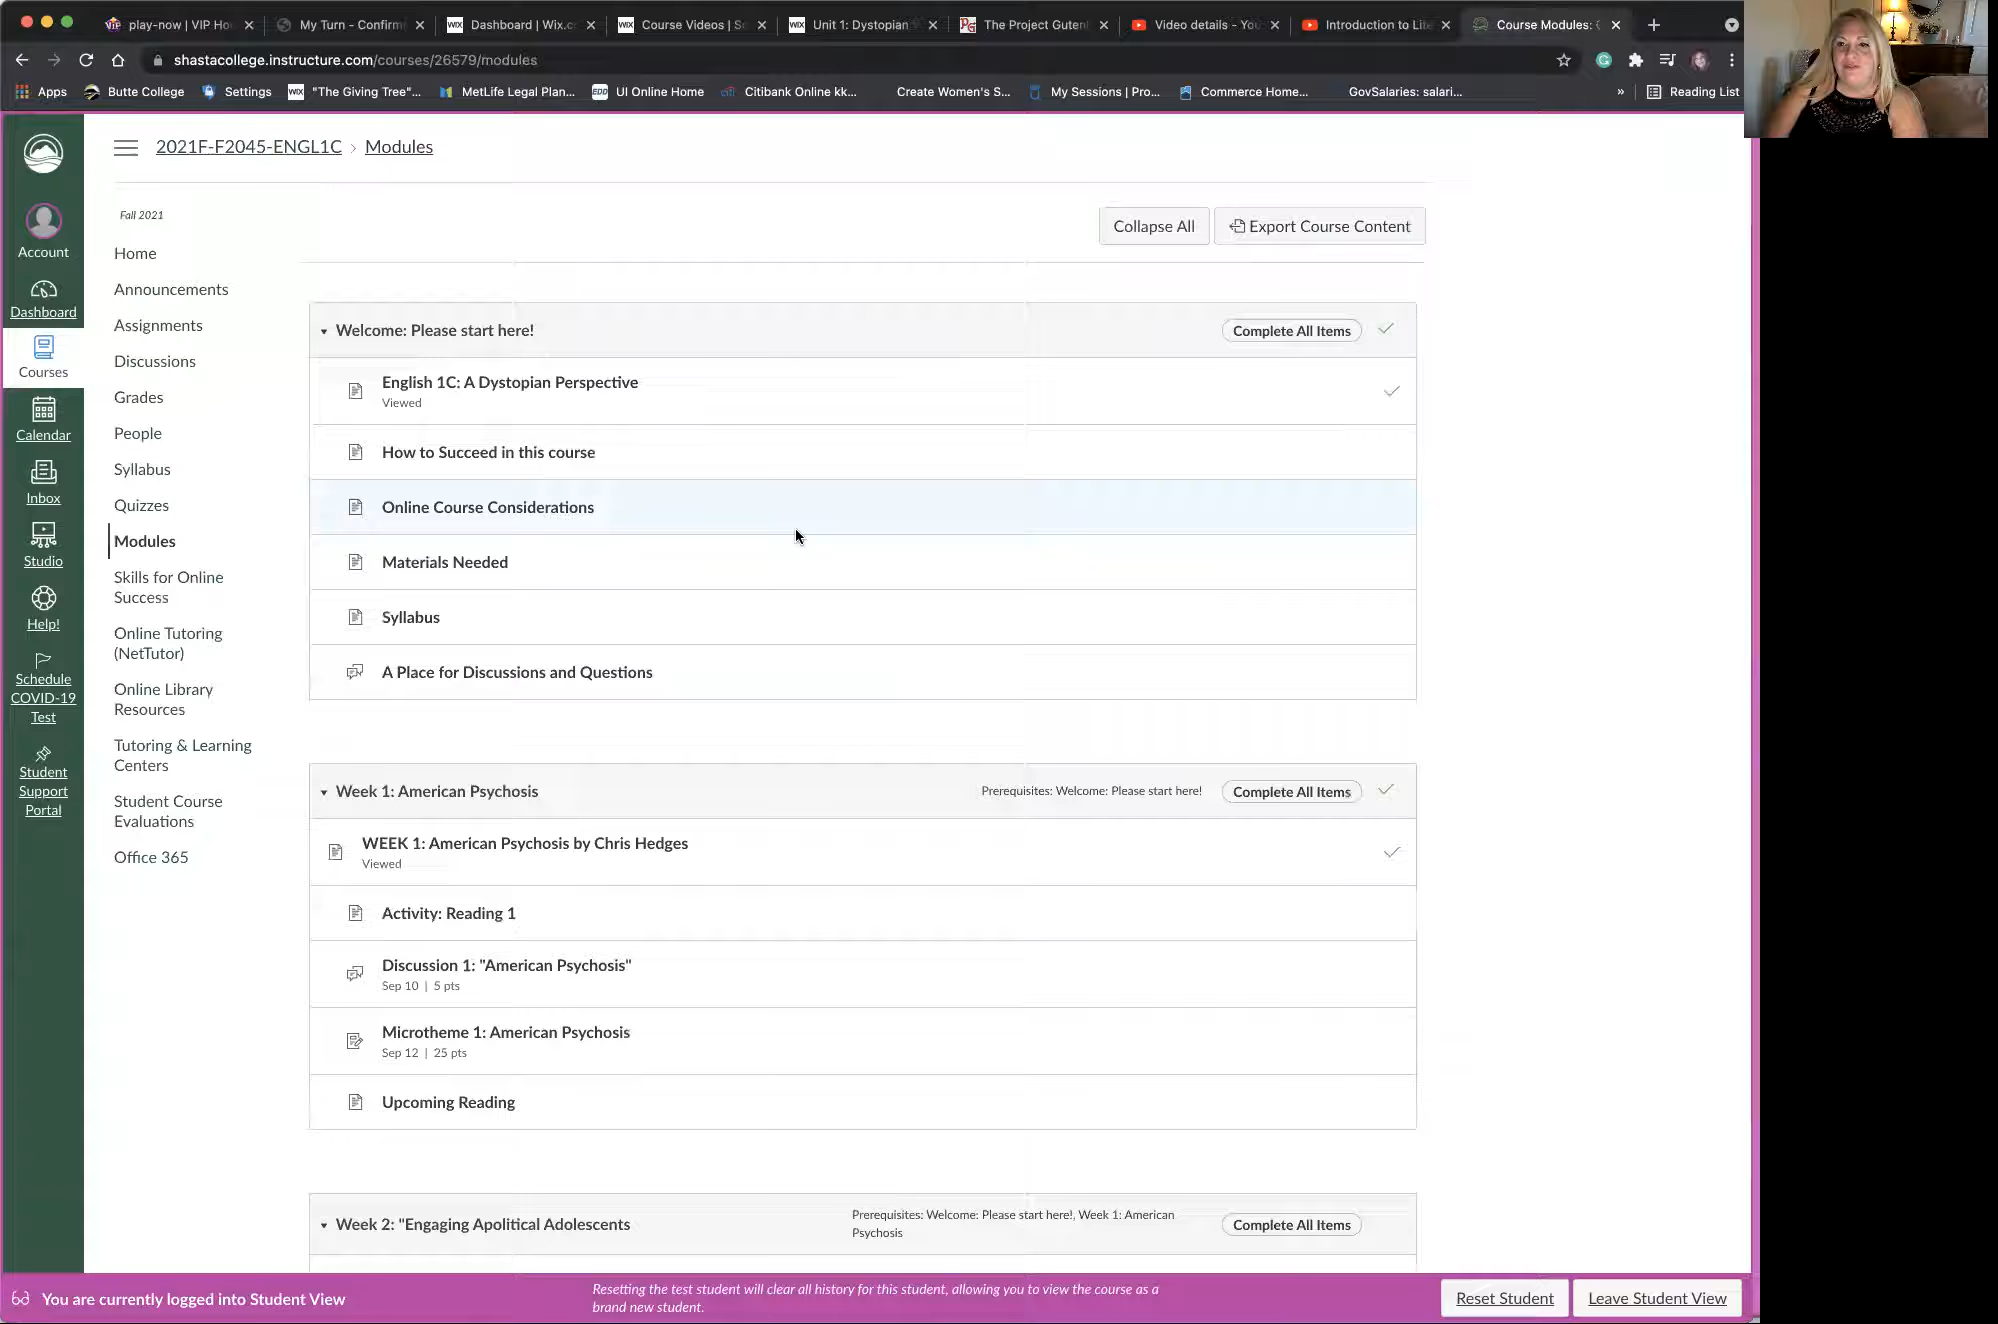 play-now | VIP Ho
My Turn - Confirm
Dashboard | Wix.c
Course Videos | S
Unit 1: Dystopian
The Project Guten
Video details - You
Introduction to Lite
Course Modules:
shastacollege.instructure.com/courses/26579/modules
Apps
Butte College
Settings
"The Giving Tree"...
MetLife Legal Plan...
UI Online Home
Citibank Online kk...
Create Women's S...
My Sessions | Pro...
Commerce Home...
GovSalaries: salari...
»
Reading List
2021F-F2045-ENGL1C > Modules
Fall 2021
Account
Dashboard
Courses
Calendar
Inbox
Studio
Help!
Schedule
COVID-19
Test
Student
Support
Portal
Home
Announcements
Assignments
Discussions
Grades
People
Syllabus
Quizzes
Modules
Skills for Online
Success
Online Tutoring
(NetTutor)
Online Library
Resources
Tutoring & Learning
Centers
Student Course
Evaluations
Office 365
Collapse All
Export Course Content
Welcome: Please start here!
Complete All Items
English 1C: A Dystopian Perspective
Viewed
How to Succeed in this course
Online Course Considerations
Materials Needed
Syllabus
A Place for Discussions and Questions
Week 1: American Psychosis
Prerequisites: Welcome: Please start here!
Complete All Items
WEEK 1: American Psychosis by Chris Hedges
Viewed
Activity: Reading 1
Discussion 1: "American Psychosis"
Sep 10 | 5 pts
Microtheme 1: American Psychosis
Sep 12 | 25 pts
Upcoming Reading
Week 2: "Engaging Apolitical Adolescents
Prerequisites: Welcome: Please start here!, Week 1: American
Psychosis
Complete All Items
You are currently logged into Student View
Resetting the test student will clear all history for this student, allowing you to view the course as a
brand new student.
Reset Student
Leave Student View